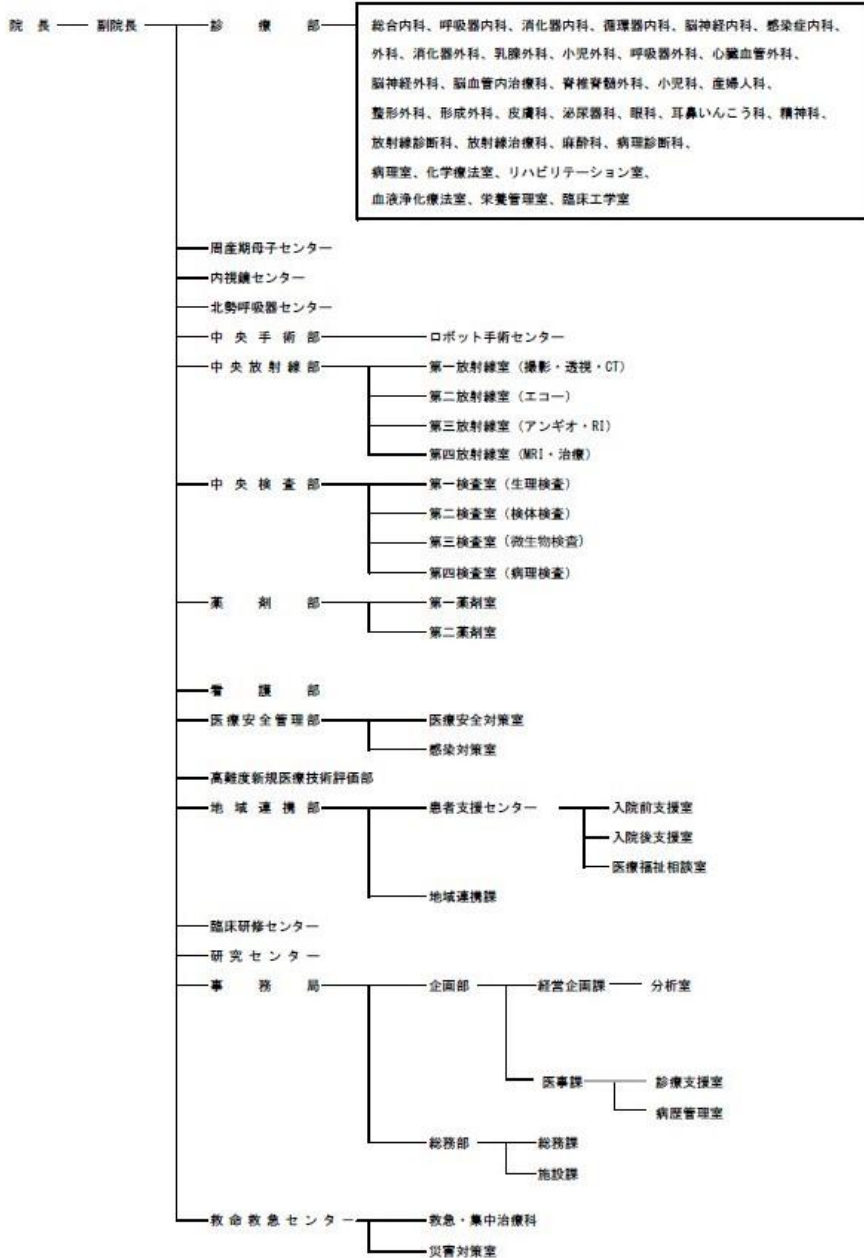 院長 副院長 診療部 総合内科、呼吸器内科、消化器内科、循環器内科、脳神経内科、感染症内科、
外科、消化器外科、乳腺外科、小児外科、呼吸器外科、心臓血管外科、
脳神経外科、脳血管内治療科、脊椎脊髄外科、小児科、産婦人科、
整形外科、形成外科、皮膚科、泌尿器科、眼科、耳鼻いんこう科、精神科、
放射線診断科、放射線治療科、麻酔科、病理診断科、
病理室、化学療法室、リハビリテーション室、
血液浄化療法室、栄養管理室、臨床工学室
周産期母子センター
内視鏡センター
北勢呼吸器センター
中央手術部 ロボット手術センター
中央放射線部 第一放射線室(撮影・透視・CT)
第二放射線室(エコー)
第三放射線室(アンギオ・RI)
第四放射線室(MRI・治療)
中央検査部 第一検査室(生理検査)
第二検査室(検体検査)
第三検査室(微生物検査)
第四検査室(病理検査)
薬剤部 第一薬剤室
第二薬剤室
看護部
医療安全管理部 医療安全対策室
感染対策室
高難度新規医療技術評価部
地域連携部 患者支援センター 入院前支援室
入院後支援室
医療福祉相談室
地域連携課
臨床研修センター
研究センター
事務局 企画部 経営企画課 分析室
医事課 診療支援室
病歴管理室
総務部 総務課
施設課
救命救急センター 救急・集中治療科
災害対策室